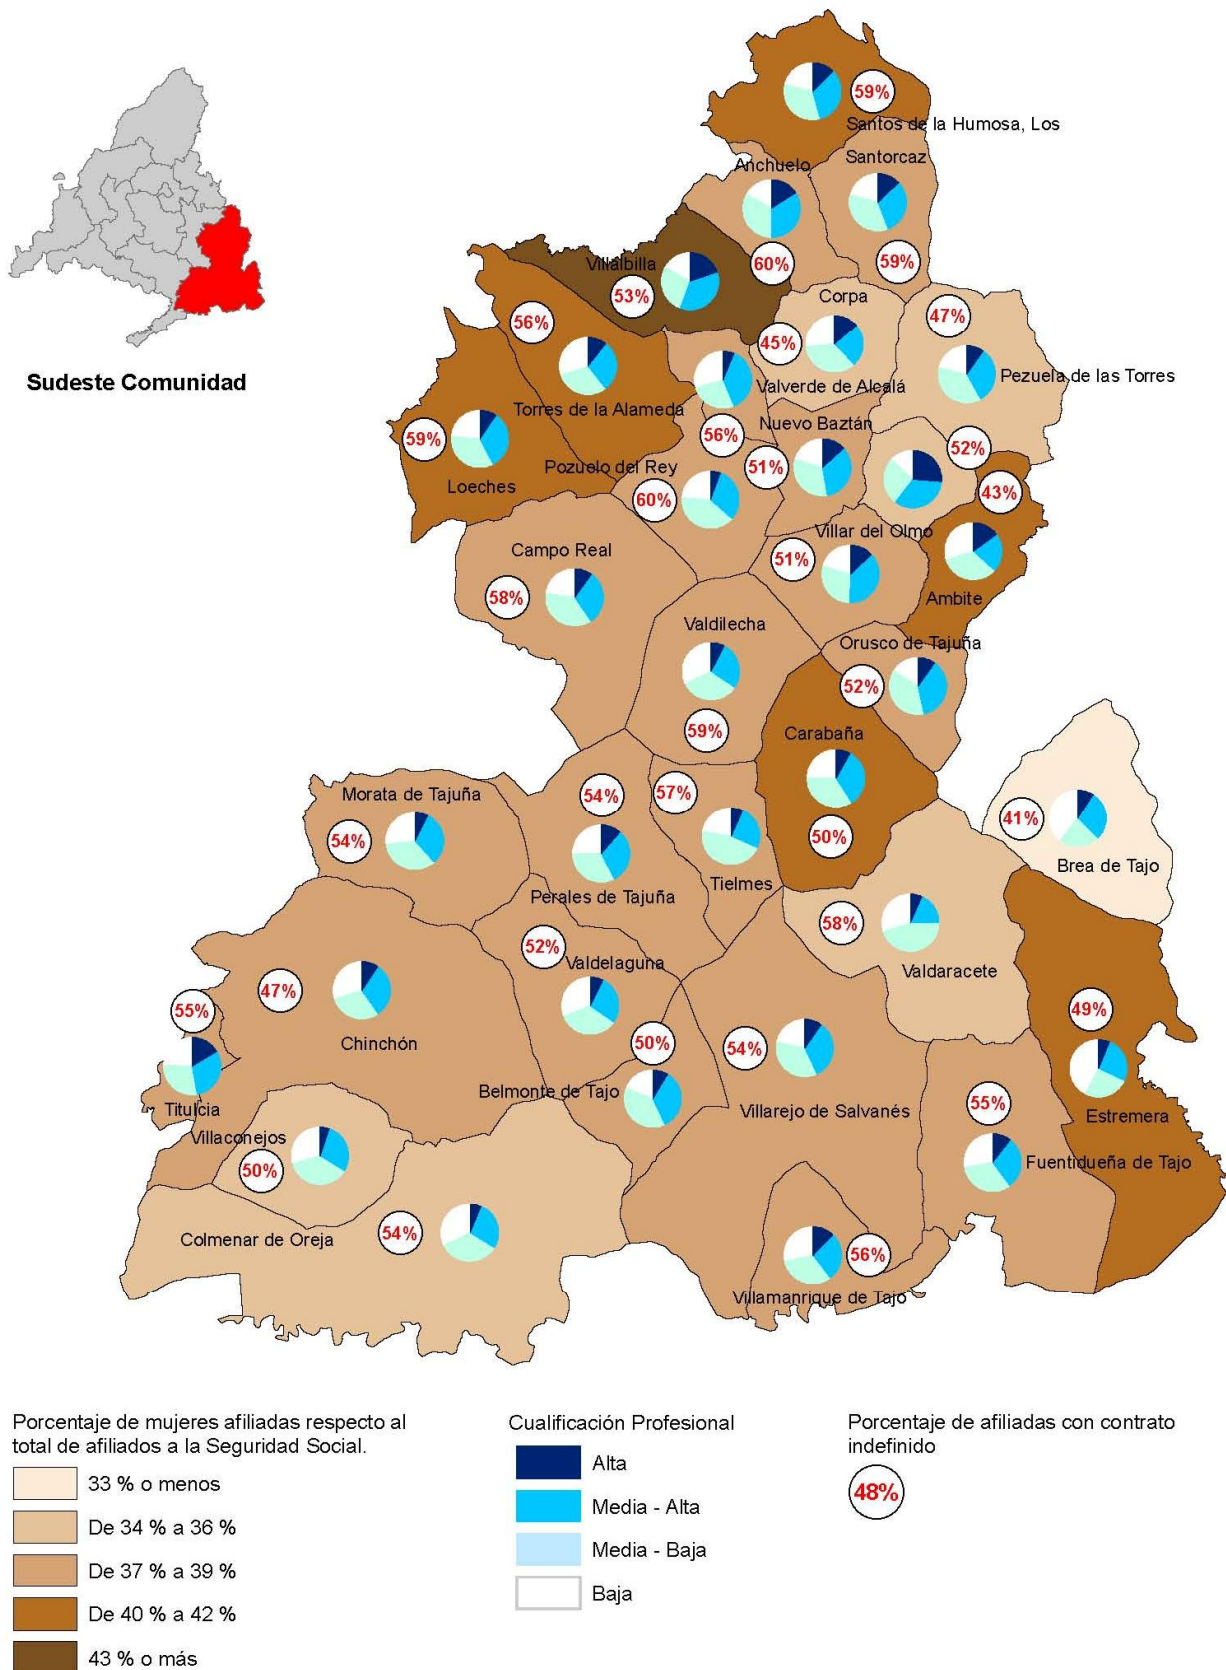 59%
Santos de la Humosa, Los
Anchuelo
Santorcaz
60%
59%
Villalbilla
53%
Sudeste Comunidad
56%
Corpa
45%
47%
Valverde de Alcalá
Pezuela de las Torres
Torres de la Alameda
59%
Loeches
56%
Nuevo Baztán
51%
52%
Pozuelo del Rey
60%
43%
Villar del Olmo
51%
Campo Real
58%
Ambite
Valdilecha
59%
Orusco de Tajuña
52%
Carabaña
50%
Morata de Tajuña
54%
54%
57%
Perales de Tajuña
Tielmes
41%
Brea de Tajo
58%
Valdaracete
52%
Valdelaguna
47%
Chinchón
55%
Titulcia
50%
Belmonte de Tajo
54%
Villarejo de Salvanés
49%
Estremera
55%
Fuentidueña de Tajo
Villaconejos
50%
Colmenar de Oreja
54%
56%
Villamanrique de Tajo
Porcentaje de mujeres afiliadas respecto al
total de afiliados a la Seguridad Social.
33 % o menos
De 34 % a 36 %
De 37 % a 39 %
De 40 % a 42 %
43 % o más
Cualificación Profesional
Alta
Media - Alta
Media - Baja
Baja
Porcentaje de afiliadas con contrato
indefinido
48%